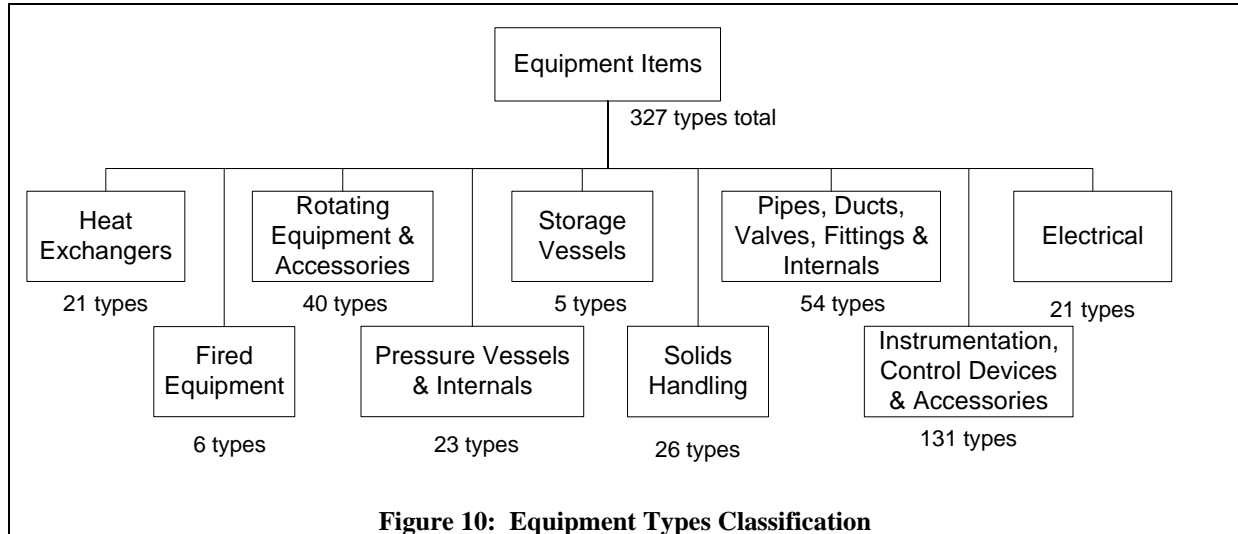 Equipment Items
327 types total
Heat
Exchangers
21 types
Fired
Equipment
6 types
Rotating
Equipment &
Accessories
40 types
Pressure Vessels
& Internals
23 types
Storage
Vessels
5 types
Solids
Handling
26 types
Pipes, Ducts,
Valves, Fittings &
Internals
54 types
Instrumentation,
Control Devices
& Accessories
131 types
Electrical
21 types
Figure 10:  Equipment Types Classification